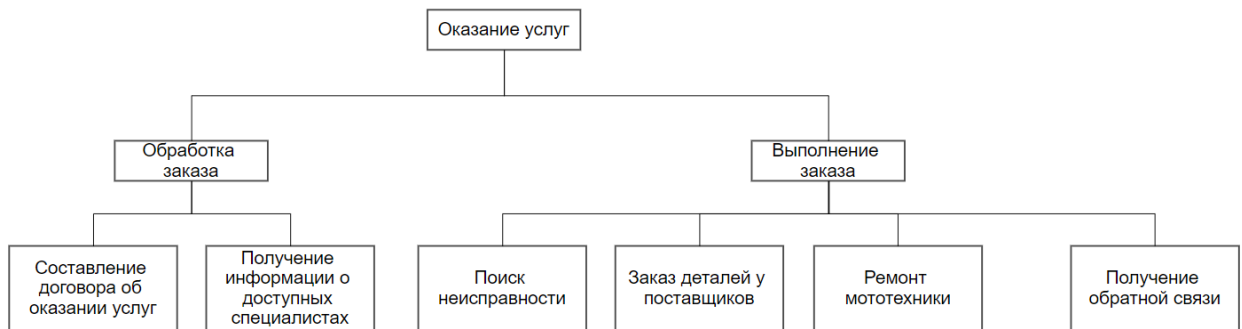 Оказание услуг
Обработка
заказа
Выполнение
заказа
Составление
договора об
оказании услуг
Получение
информации о
доступных
специалистах
Поиск
неисправности
Заказ деталей у
поставщиков
Ремонт
мототехники
Получение
обратной связи